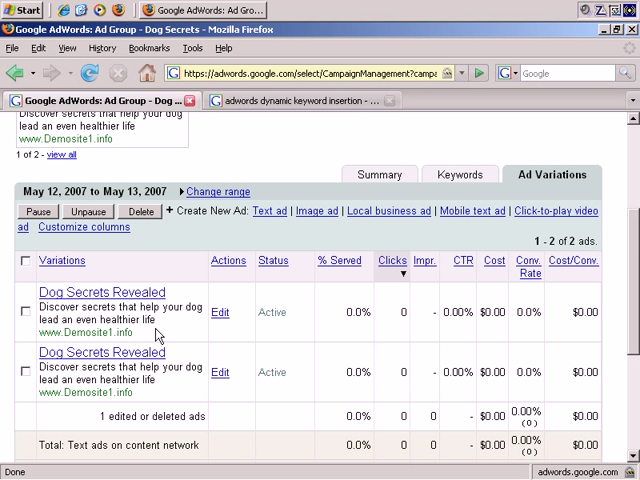 Start
Google AdWords: Ad Gro...
Google AdWords: Ad Group - Dog Secrets - Mozilla Firefox
File Edit View History Bookmarks Tools Help
https://adwords.google.com/select/CampaignManagement?campa
Google
Google AdWords: Ad Group - Dog ...
adwords dynamic keyword insertion - ...
Discover secrets that help your dog
lead an even healthier life
www.Demosite1.info
1 of 2 - view all
Summary Keywords Ad Variations
May 12, 2007 to May 13, 2007 Change range
Pause Unpause Delete + Create New Ad: Text ad | Image ad | Local business ad | Mobile text ad | Click-to-play video
ad Customize columns
1 - 2 of 2 ads.
Variations Actions Status % Served Clicks Impr. CTR Cost Conv. Rate Cost/Conv.
Dog Secrets Revealed
Discover secrets that help your dog
lead an even healthier life
www.Demosite1.info
Edit Active 0.0% 0 - 0.00% $0.00 0.0% $0.00
Dog Secrets Revealed
Discover secrets that help your dog
lead an even healthier life
www.Demosite1.info
Edit Active 0.0% 0 - 0.00% $0.00 0.0% $0.00
1 edited or deleted ads 0.0% 0 0 - $0.00 0.00% (0) $0.00
Total: Text ads on content network 0.0% 0 0 - $0.00 0.00% (0) $0.00
Done
adwords.google.com